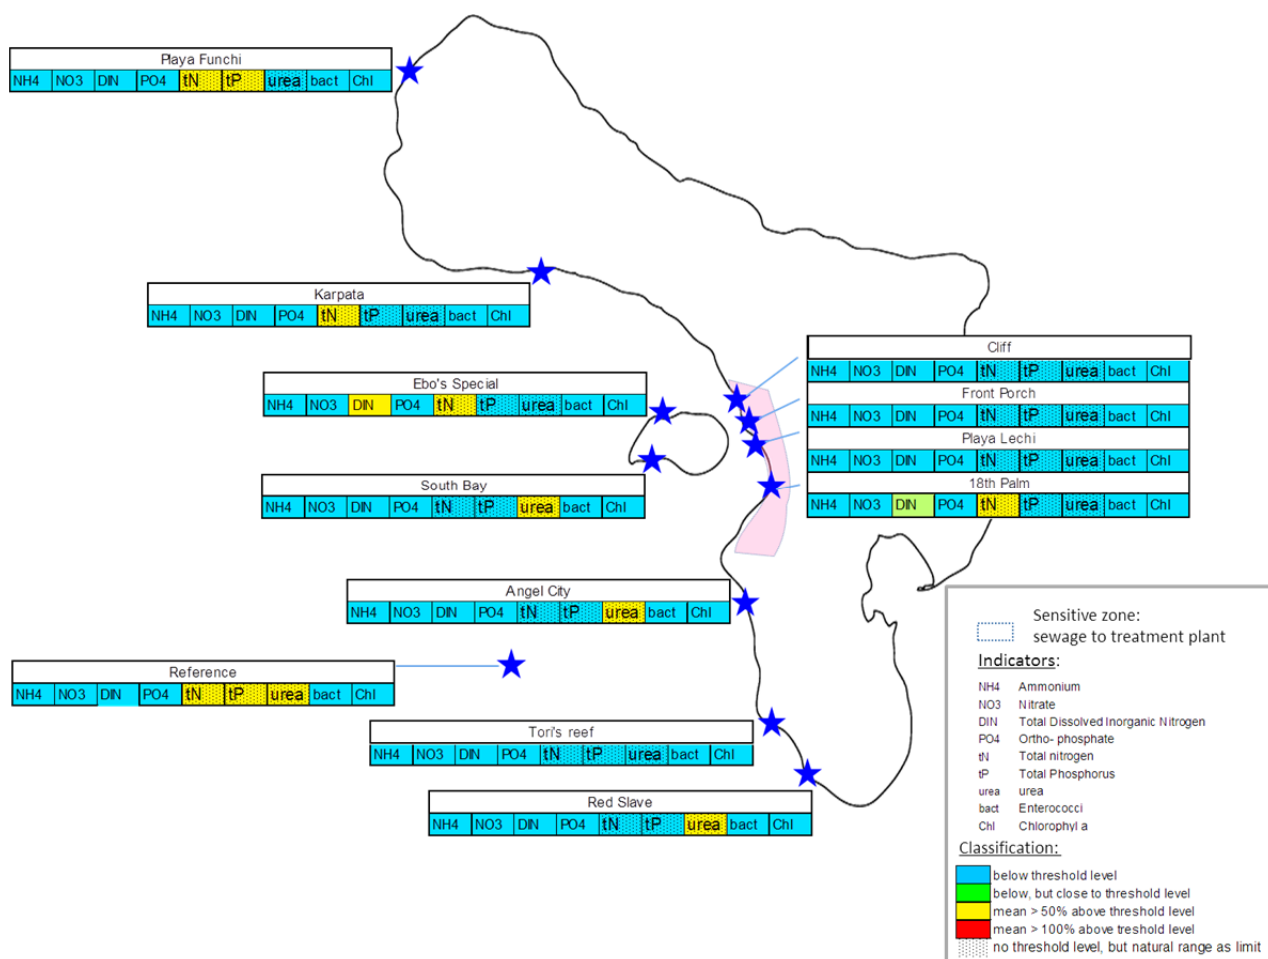 Playa Funchi
NH4 NO3 DIN PO4 tN tP urea bact Chl
Karpata
NH4 NO3 DIN PO4 tN tP urea bact Chl
Cliff
NH4 NO3 DIN PO4 tN tP urea bact Chl
Ebo's Special
NH4 NO3 DIN PO4 tN tP urea bact Chl
Front Porch
NH4 NO3 DIN PO4 tN tP urea bact Chl
Playa Lechi
NH4 NO3 DIN PO4 tN tP urea bact Chl
South Bay
NH4 NO3 DIN PO4 tN tP urea bact Chl
18th Palm
NH4 NO3 DIN PO4 tN tP urea bact Chl
Angel City
NH4 NO3 DIN PO4 tN tP urea bact Chl
Reference
NH4 NO3 DIN PO4 tN tP urea bact Chl
Tori's reef
NH4 NO3 DIN PO4 tN tP urea bact Chl
Red Slave
NH4 NO3 DIN PO4 tN tP urea bact Chl
Sensitive zone:
sewage to treatment plant
Indicators:
NH4 Ammonium
NO3 Nitrate
DIN Total Dissolved Inorganic Nitrogen
PO4 Ortho- phosphate
tN Total nitrogen
tP Total Phosphorus
urea urea
bact Enterococci
Chl Chlorophyl a
Classification:
below threshold level
below, but close to threshold level
mean > 50% above threshold level
mean > 100% above treshold level
no threshold level, but natural range as limit